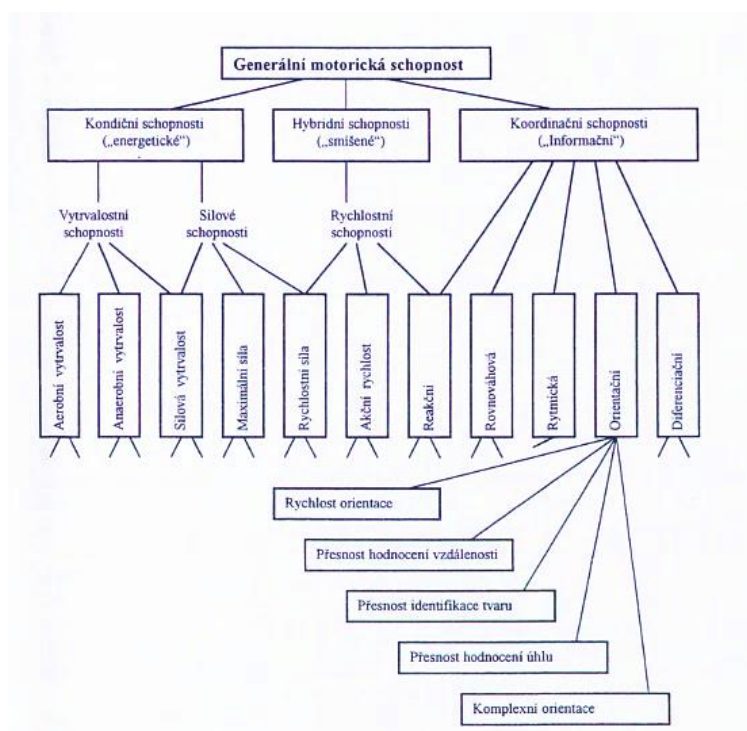 Generální motorická schopnost
Kondiční schopnosti
(„energetické“)
Hybridní schopnosti
(„smíšené“)
Koordinační schopnosti
(„Informační“)
Vytrvalostní
schopnosti
Silové
schopnosti
Rychlostní
schopnosti
Aerobní vytrvalost
Anaerobní vytrvalost
Silová vytrvalost
Maximální síla
Rychlostní síla
Akční rychlost
Reakční
Rovnováhová
Rytmická
Orientační
Diferenciační
Rychlost orientace
Přesnost hodnocení vzdálenosti
Přesnost identifikace tvaru
Přesnost hodnocení úhlu
Komplexní orientace